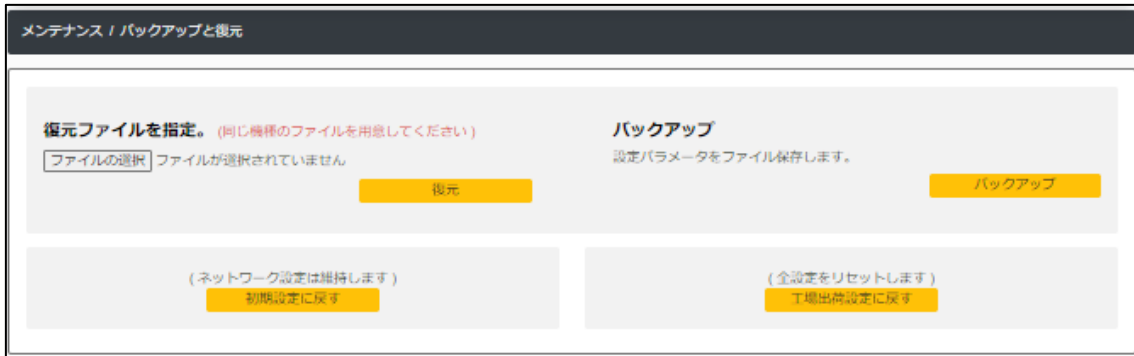 メンテナンス / バックアップと復元
復元ファイルを指定。 (同じ機種のファイルを用意してください)
ファイルの選択 ファイルが選択されていません
復元
バックアップ
設定パラメータをファイル保存します。
バックアップ
(ネットワーク設定は維持します)
初期設定に戻す
(全設定をリセットします)
工場出荷設定に戻す